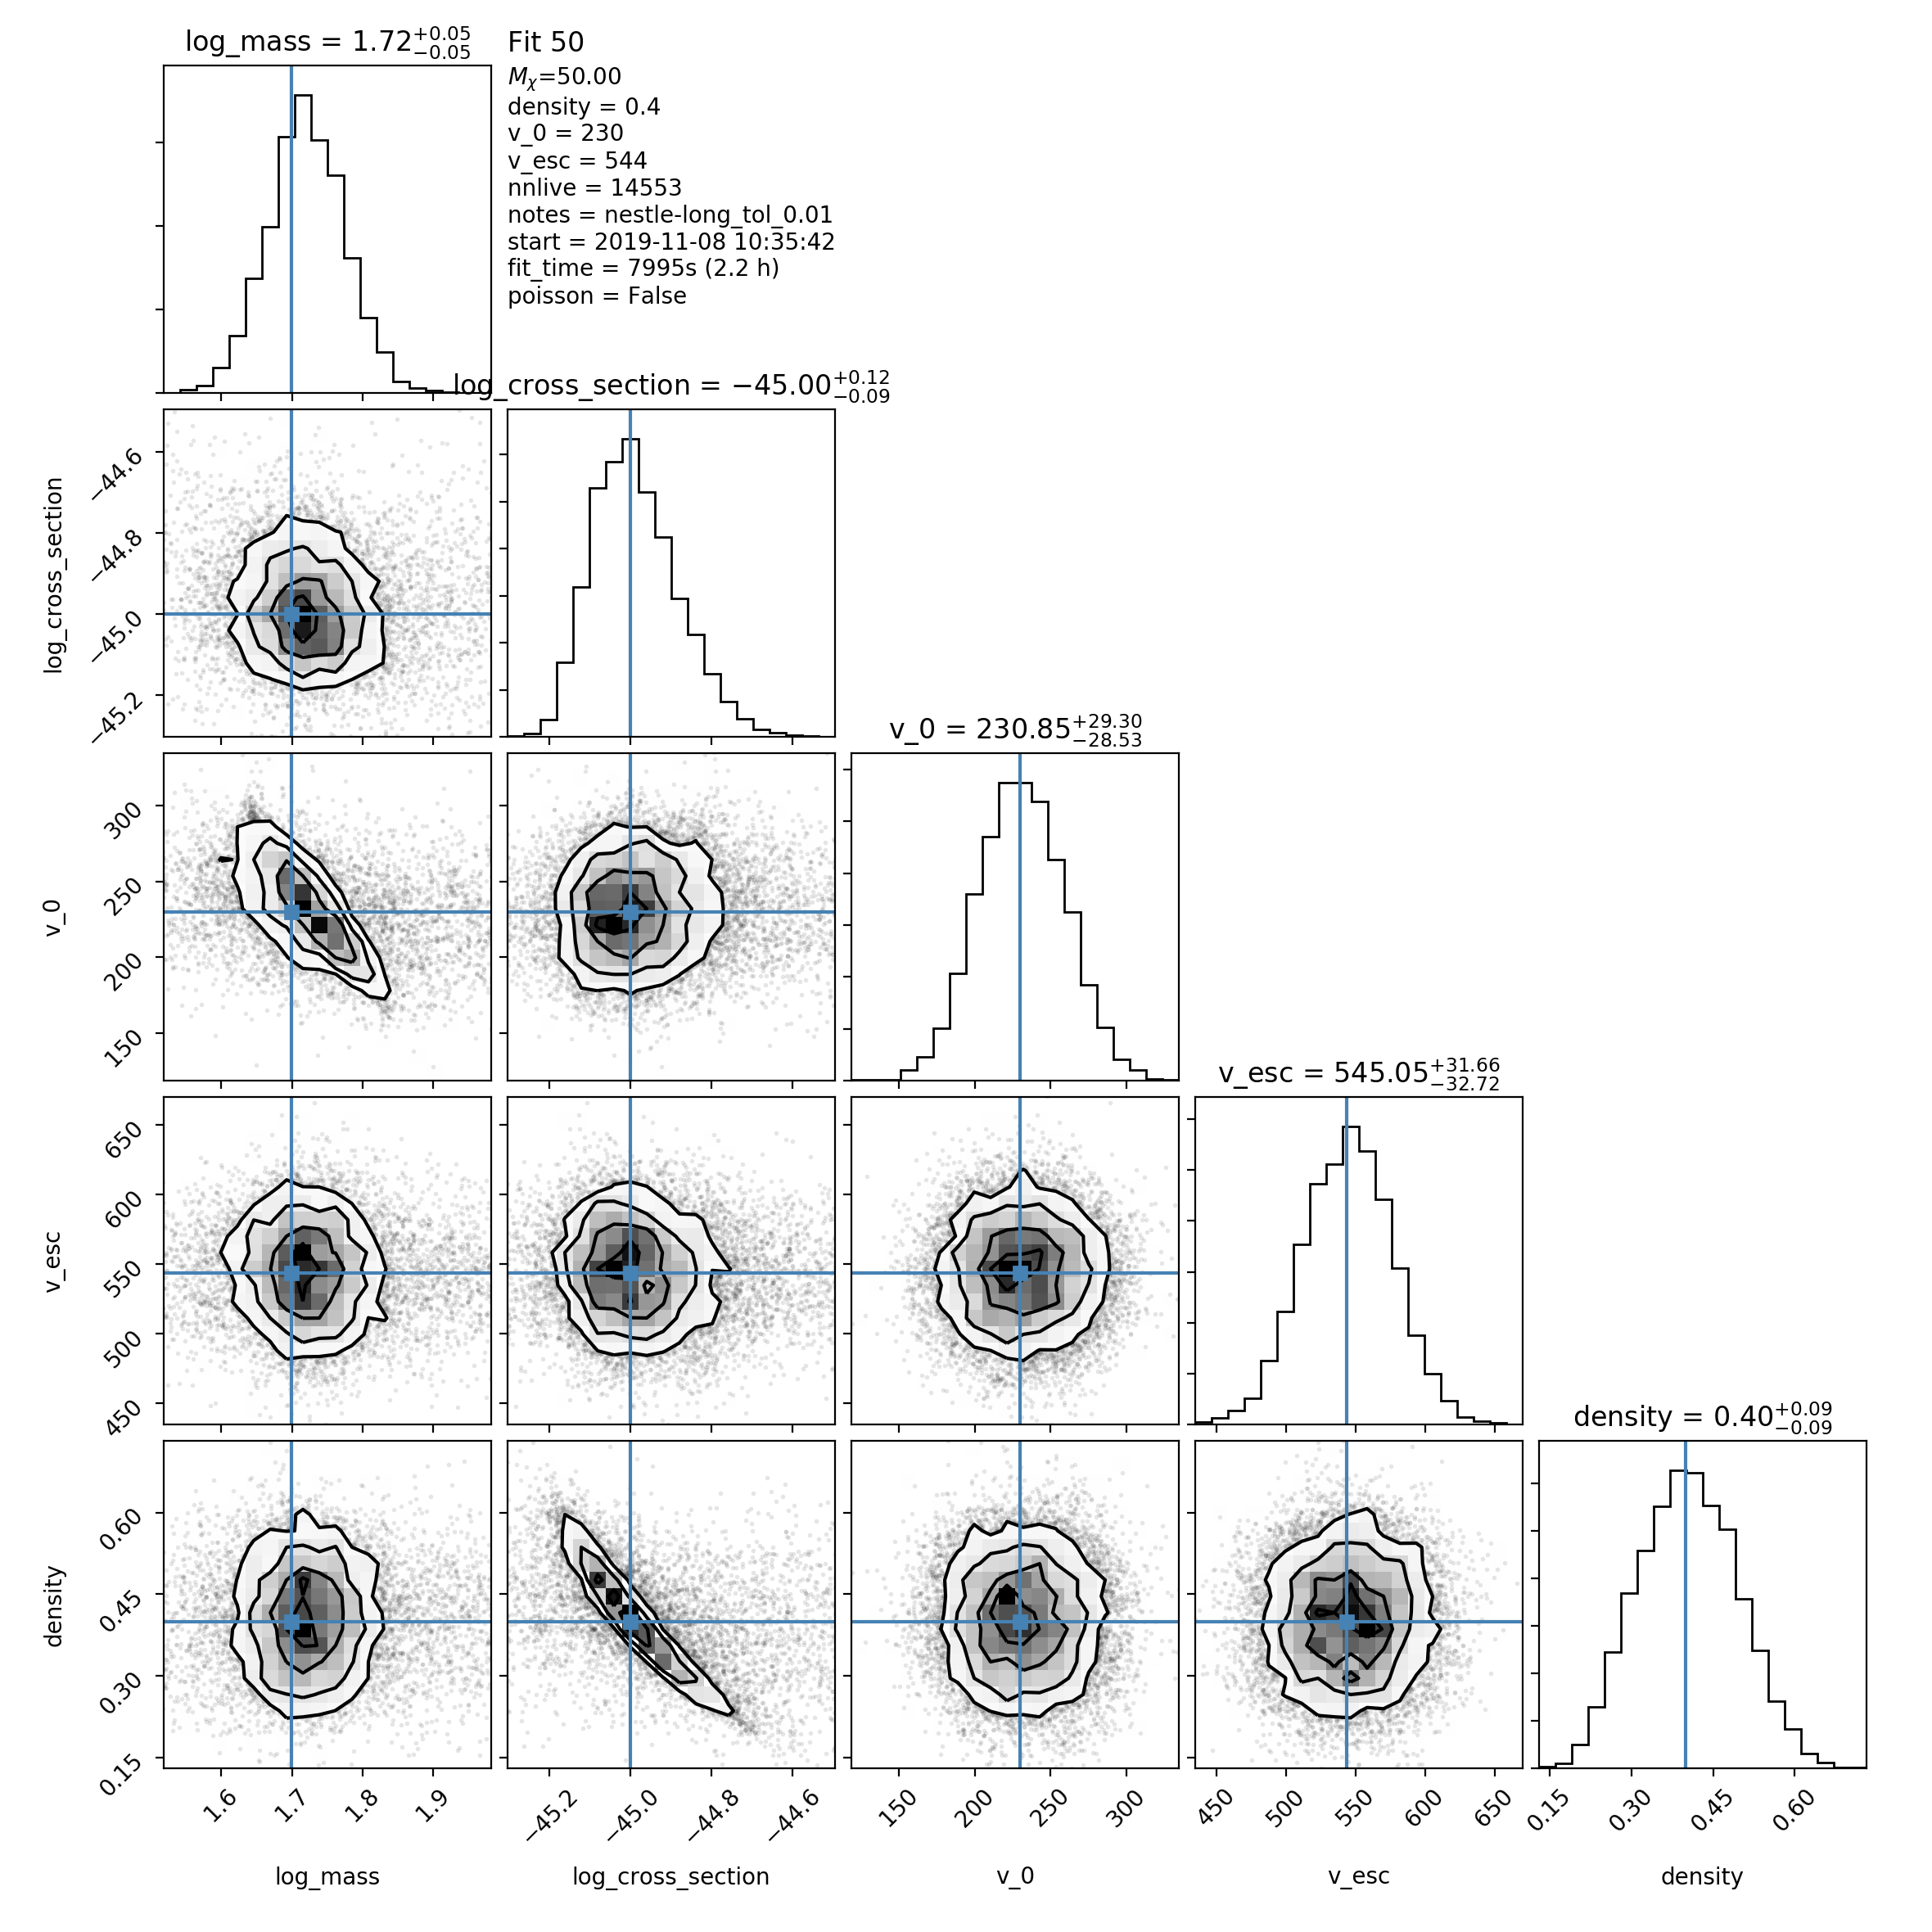 log_mass = 1.72+0.05 −0.05
Fit 50
Mχ=50.00
density = 0.4
v_0 = 230
v_esc = 544
nnlive = 14553
notes = nestle-long_tol_0.01
start = 2019-11-08 10:35:42
fit_time = 7995s (2.2 h)
poisson = False
log_cross_section = −45.00+0.12 −0.09
log_cross_section
−44.6
−44.8
−45.0
−45.2
v_0 = 230.85+29.30 −28.53
v_0
300
250
200
150
v_esc = 545.05+31.66 −32.72
v_esc
650
600
550
500
450
density = 0.40+0.09 −0.09
density
0.60
0.45
0.30
0.15
1.6 1.7 1.8 1.9
−45.2 −45.0 −44.8 −44.6
150 200 250 300
450 500 550 600 650
0.15 0.30 0.45 0.60
log_mass
log_cross_section
v_0
v_esc
density